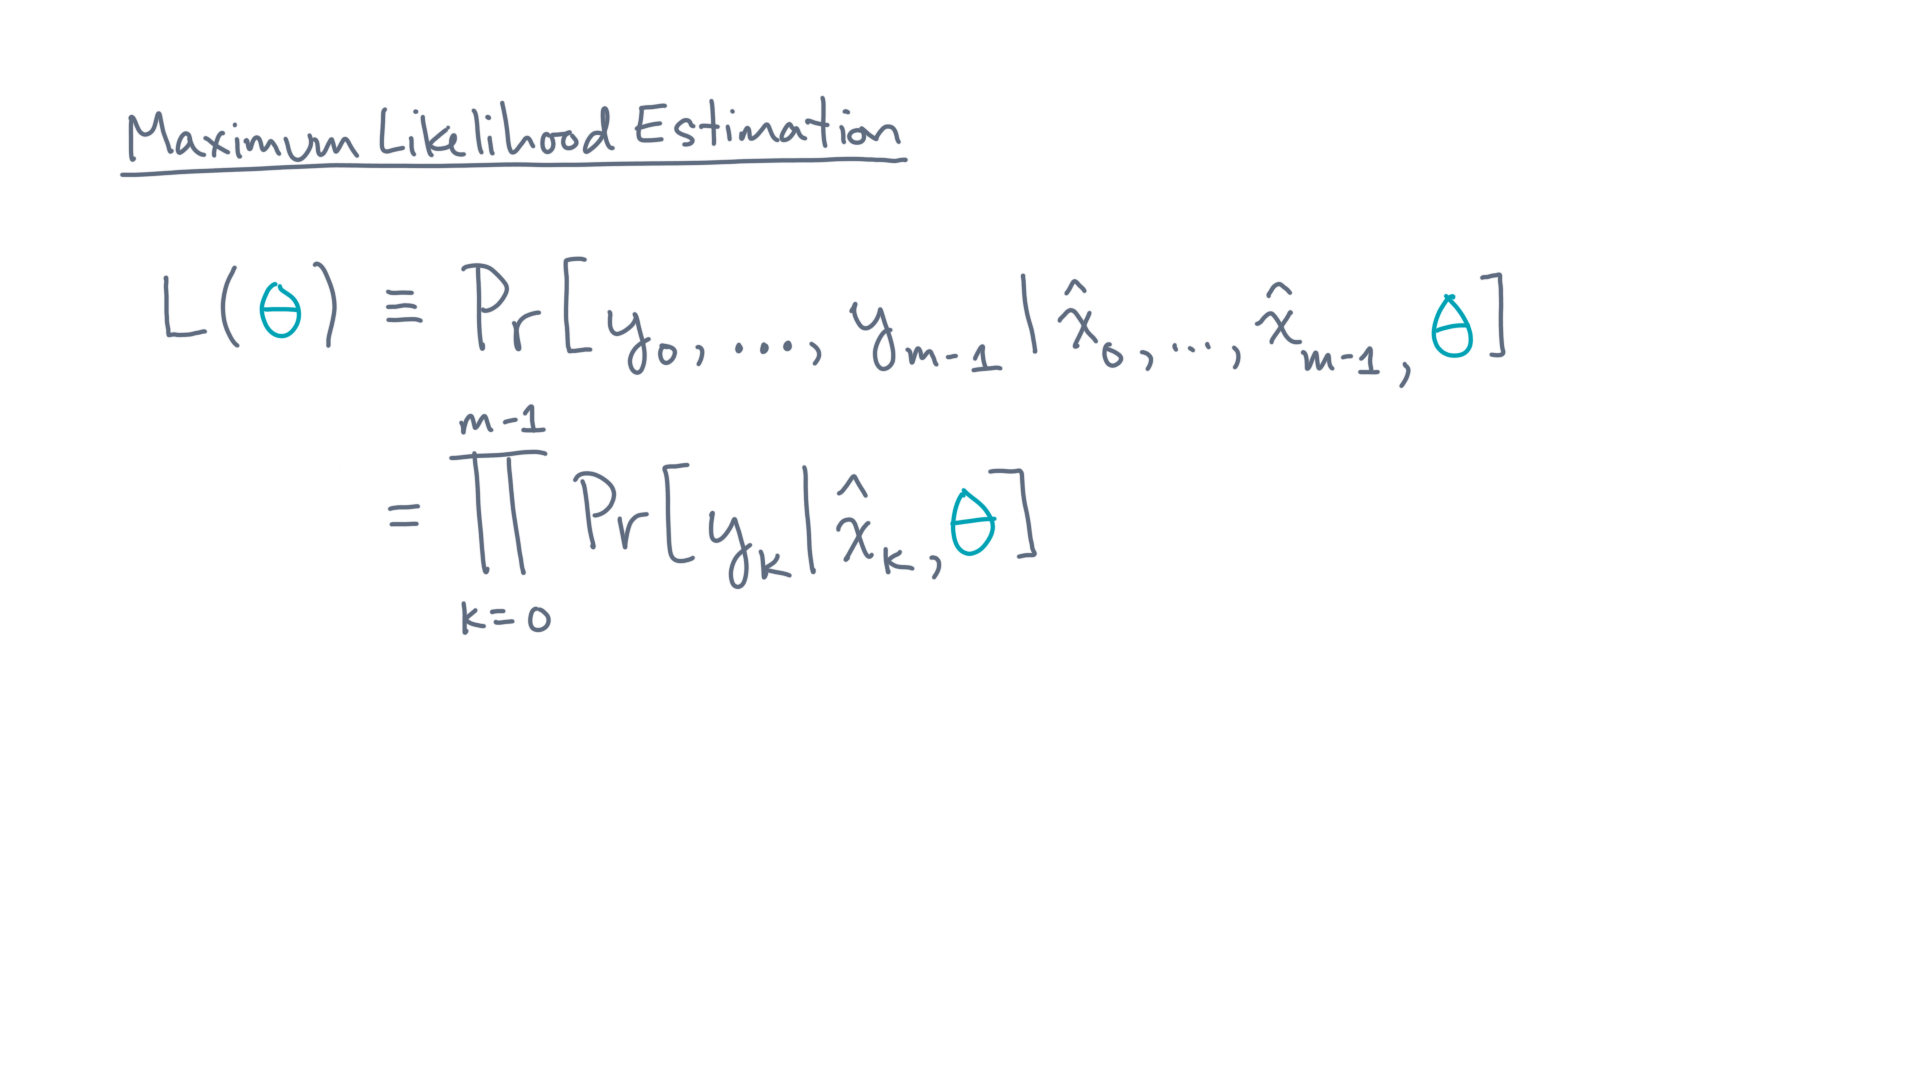 Maximum Likelihood Estimation
L(θ) ≡ Pr[y₀, ..., yₘ₋₁ | x̂₀, ..., x̂ₘ₋₁, θ]
m-1
= ∏ Pr[yₖ | x̂ₖ, θ]
k=0